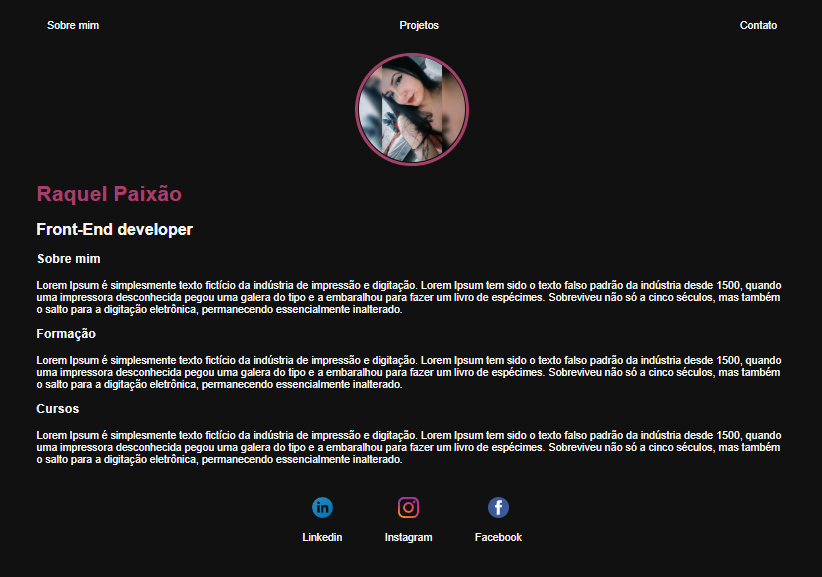 Sobre mim
Projetos
Contato
Raquel Paixão
Front-End developer
Sobre mim
Lorem Ipsum é simplesmente texto fictício da indústria de impressão e digitação. Lorem Ipsum tem sido o texto falso padrão da indústria desde 1500, quando
uma impressora desconhecida pegou uma galera do tipo e a embaralhou para fazer um livro de espécimes. Sobreviveu não só a cinco séculos, mas também
o salto para a digitação eletrônica, permanecendo essencialmente inalterado.
Formação
Lorem Ipsum é simplesmente texto fictício da indústria de impressão e digitação. Lorem Ipsum tem sido o texto falso padrão da indústria desde 1500, quando
uma impressora desconhecida pegou uma galera do tipo e a embaralhou para fazer um livro de espécimes. Sobreviveu não só a cinco séculos, mas também
o salto para a digitação eletrônica, permanecendo essencialmente inalterado.
Cursos
Lorem Ipsum é simplesmente texto fictício da indústria de impressão e digitação. Lorem Ipsum tem sido o texto falso padrão da indústria desde 1500, quando
uma impressora desconhecida pegou uma galera do tipo e a embaralhou para fazer um livro de espécimes. Sobreviveu não só a cinco séculos, mas também
o salto para a digitação eletrônica, permanecendo essencialmente inalterado.
Linkedin
Instagram
Facebook